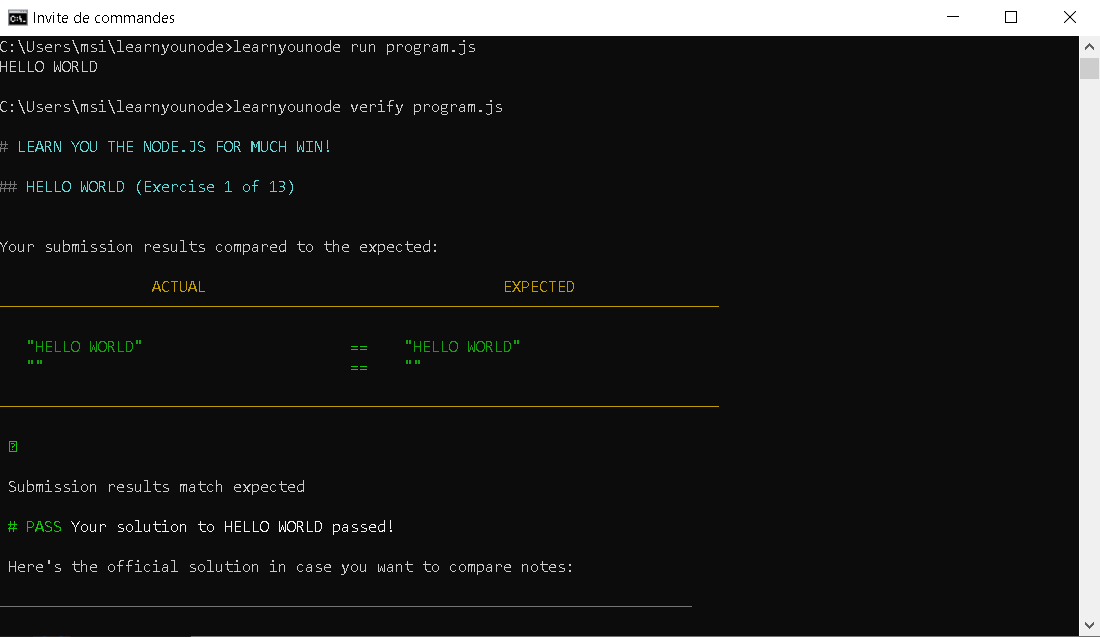 Invite de commandes
C:\Users\msi\learnyounode>learnyounode run program.js
HELLO WORLD
C:\Users\msi\learnyounode>learnyounode verify program.js
# LEARN YOU THE NODE.JS FOR MUCH WIN!
## HELLO WORLD (Exercise 1 of 13)
Your submission results compared to the expected:
ACTUAL EXPECTED
"HELLO WORLD" == "HELLO WORLD"
"" == ""
Submission results match expected
# PASS Your solution to HELLO WORLD passed!
Here's the official solution in case you want to compare notes: